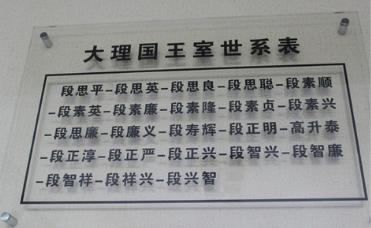 大理国王室世系表
段思平–段思英–段思良–段思聪–段素顺
–段素英–段素廉–段素隆–段素贞–段素兴
–段思廉–段廉义–段寿辉–段正明–高升泰
–段正淳–段正严–段正兴–段智兴–段智廉
–段智祥–段祥兴–段兴智